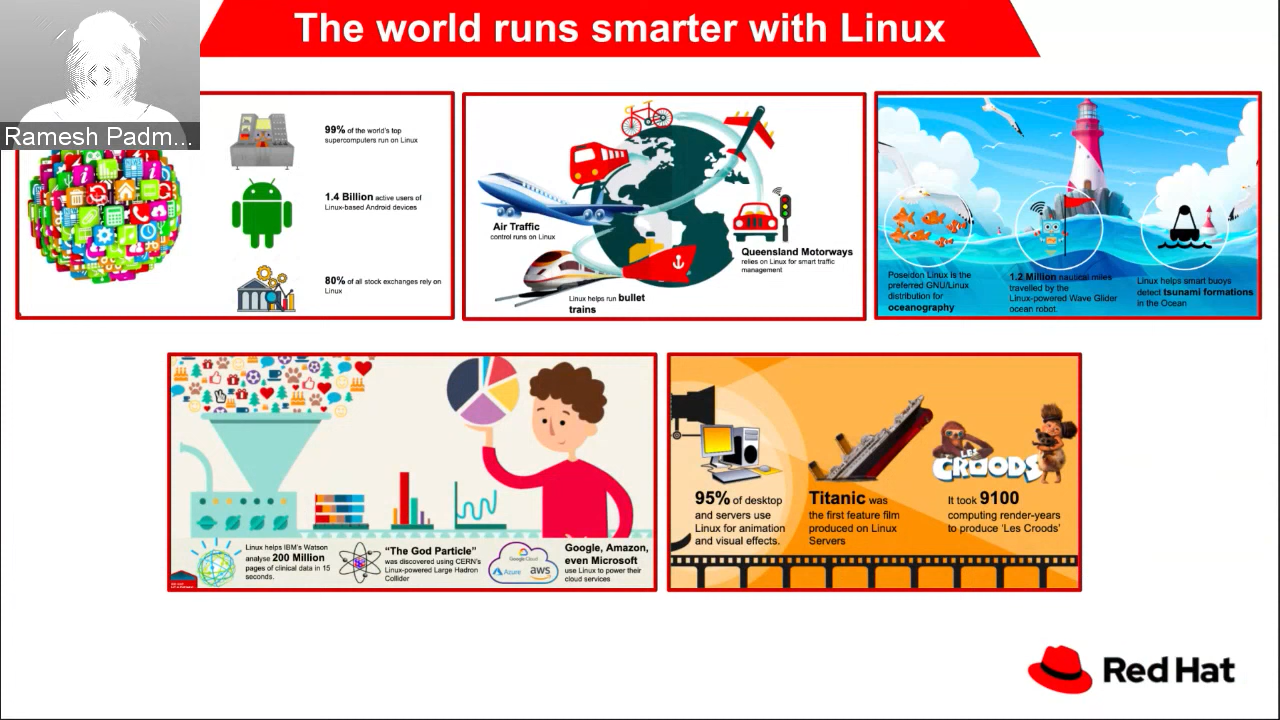 The world runs smarter with Linux
Ramesh Padm...
99% of the world's top
supercomputers run on Linux
1.4 Billion active users of
Linux-based Android devices
80% of all stock exchanges rely on
Linux
Air Traffic
control runs on Linux
Queensland Motorways
relies on Linux for smart traffic
management
Linux helps run bullet
trains
Poseidon Linux is the
preferred GNU/Linux
distribution for
oceanography
1.2 Million nautical miles
travelled by the
Linux-powered Wave Glider
ocean robot
Linux helps smart buoys
detect tsunami formations
in the Ocean
Linux helps IBM's Watson
analyse 200 Million
pages of clinical data in 15
seconds.
"The God Particle"
was discovered using CERN's
Linux-powered Large Hadron
Collider
Google Cloud
Azure aws
Google, Amazon,
even Microsoft
use Linux to power their
cloud services
95% of desktop
and servers use
Linux for animation
and visual effects.
Titanic was
the first feature film
produced on Linux
Servers
LES
CROODS
It took 9100
computing render-years
to produce 'Les Croods'
Red Hat